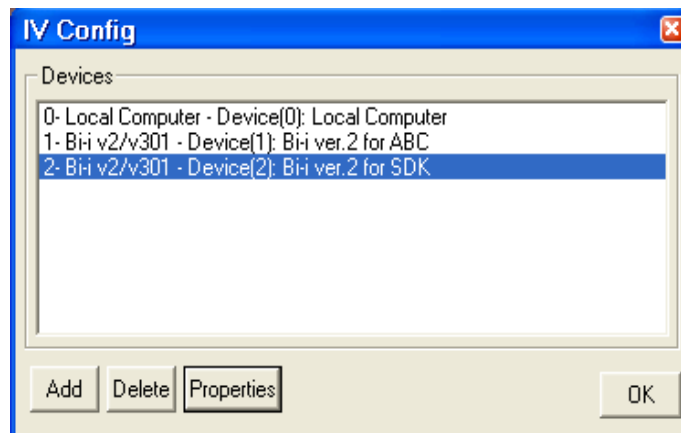 IV Config
Devices
0- Local Computer - Device(0): Local Computer
1- Bi-i v2/v301 - Device(1): Bi-i ver.2 for ABC
2- Bi-i v2/v301 - Device(2): Bi-i ver.2 for SDK
Add Delete Properties OK